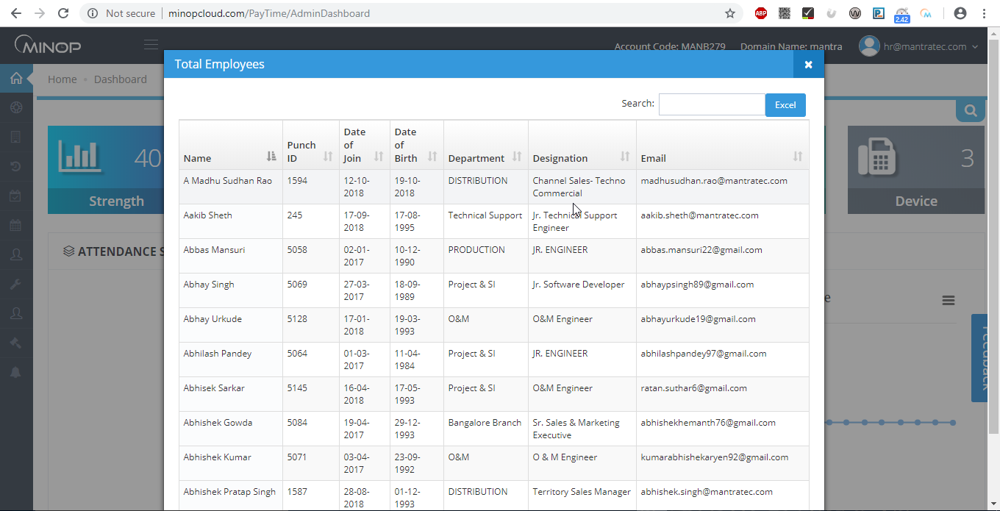 Not secure | minopcloud.com/PayTime/AdminDashboard
ABP
2.42
MINOP
Account Code: MANB279 Domain Name: mantra hr@mantratec.com
Home Dashboard
Total Employees
Search: Excel
Name Punch ID Date of Join Date of Birth Department Designation Email
A Madhu Sudhan Rao 1594 12-10-2018 19-10-2018 DISTRIBUTION Channel Sales- Techno Commercial madhusudhan.rao@mantratec.com
Aakib Sheth 245 17-09-2018 17-08-1995 Technical Support Jr. Technical Support Engineer aakib.sheth@mantratec.com
Abbas Mansuri 5058 02-01-2017 10-12-1990 PRODUCTION JR. ENGINEER abbas.mansuri22@gmail.com
Abhay Singh 5069 27-03-2017 18-09-1989 Project & SI Jr. Software Developer abhaypsingh89@gmail.com
Abhay Urkude 5128 17-01-2018 19-03-1993 O&M O&M Engineer abhayurkude19@gmail.com
Abhilash Pandey 5064 01-03-2017 11-04-1984 Project & SI JR. ENGINEER abhilashpandey97@gmail.com
Abhisek Sarkar 5145 16-04-2018 17-05-1993 Project & SI O&M Engineer ratan.suthar6@gmail.com
Abhishek Gowda 5084 19-04-2017 29-12-1993 Bangalore Branch Sr. Sales & Marketing Executive abhishekhemanth76@gmail.com
Abhishek Kumar 5071 03-04-2017 23-09-1992 O&M O & M Engineer kumarabhishekaryen92@gmail.com
Abhishek Pratap Singh 1587 28-08-2018 01-12-1993 DISTRIBUTION Territory Sales Manager abhishek.singh@mantratec.com
40
Strength
ATTENDANCE S
3
Device
e
Feedback